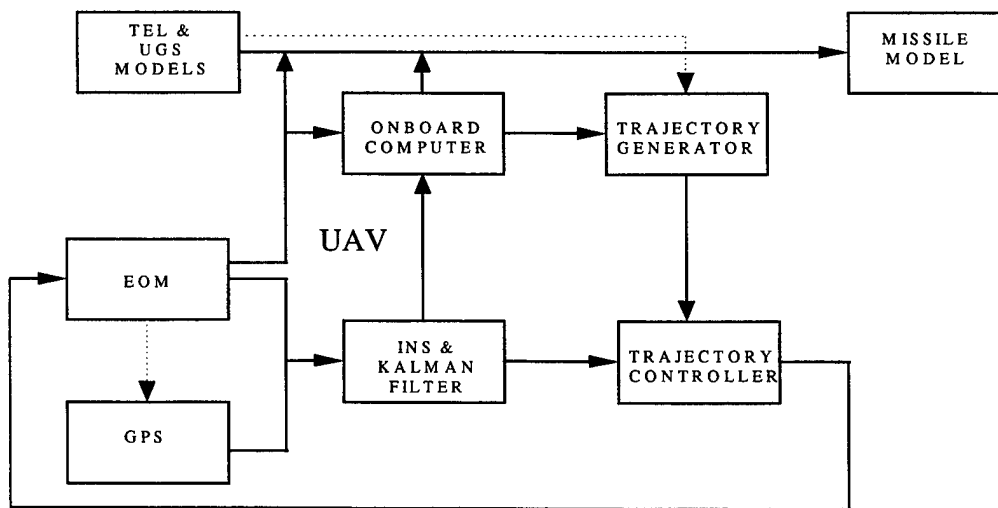 TEL &
UGS
MODELS
MISSILE
MODEL
ONBOARD
COMPUTER
TRAJECTORY
GENERATOR
UAV
EOM
INS &
KALMAN
FILTER
TRAJECTORY
CONTROLLER
GPS